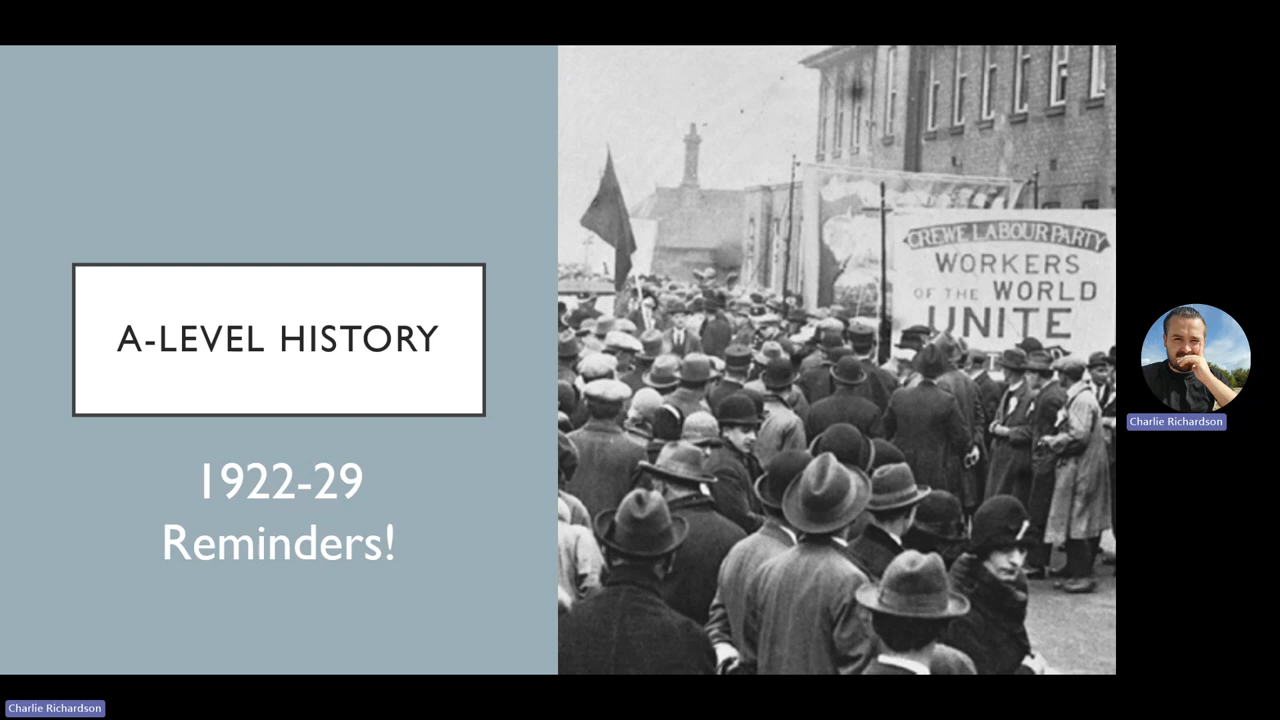 A-LEVEL HISTORY
1922-29
Reminders!
CREWE LABOUR PARTY
WORKERS
OF THE WORLD
UNITE
Charlie Richardson
Charlie Richardson